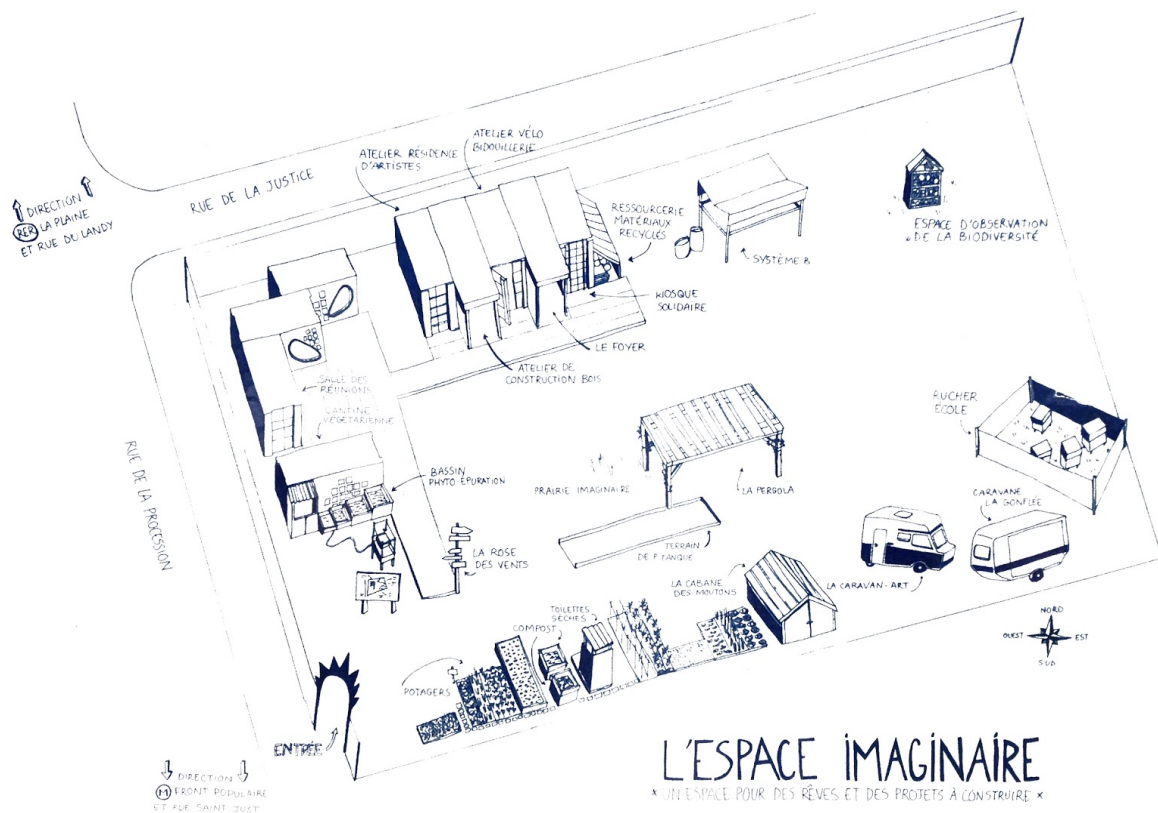 ATELIER VÉLO
BIDOUILLERIE
ATELIER RÉSIDENCE
D'ARTISTES
RUE DE LA JUSTICE
DIRECTION
RER LA PLAINE
ET RUE DU LANDY
RESSOURCERIE
MATÉRIAUX
RECYCLÉS
ESPACE D'OBSERVATION
DE LA BIODIVERSITÉ
SYSTÈME B
KIOSQUE
SOLIDAIRE
LE FOYER
ATELIER DE
CONSTRUCTION BOIS
SALLE DES
RÉUNIONS
CANTINE
VÉGÉTARIENNE
RUCHER
ÉCOLE
RUE DE LA PROCESSION
BASSIN
PHYTO-ÉPURATION
PRAIRIE IMAGINAIRE
LA PERGOLA
CARAVANE
LA GONFLÉE
TERRAIN
DE P TANQUE
LA ROSE
DES VENTS
LA CABANE
DES MOUTONS
LA CARAVAN-ART
TOILETTES
SÈCHES
COMPOST
NORD
OUEST
EST
SUD
POTAGERS
ENTRÉE
L'ESPACE IMAGINAIRE
* UN ESPACE POUR DES RÊVES ET DES PROJETS À CONSTRUIRE *
DIRECTION
M FRONT POPULAIRE
ET RUE SAINT JUST